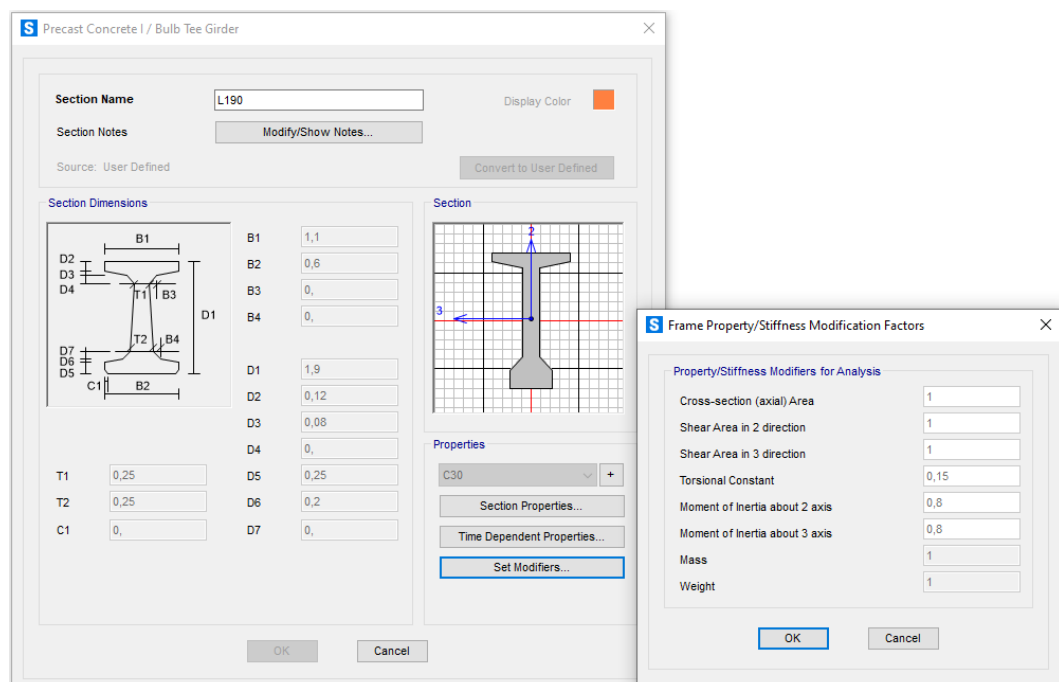 S Precast Concrete I / Bulb Tee Girder
Section Name L190 Display Color
Section Notes Modify/Show Notes...
Source: User Defined Convert to User Defined
Section Dimensions
B1
D2
D3
D4
T1
B3
D1
T2
B4
D7
D6
D5
C1
B2
B1 1,1
B2 0,6
B3 0,
B4 0,
D1 1,9
D2 0,12
D3 0,08
D4 0,
D5 0,25
D6 0,2
D7 0,
T1 0,25
T2 0,25
C1 0,
Section
2
3
Properties
C30 +
Section Properties...
Time Dependent Properties...
Set Modifiers...
OK Cancel
S Frame Property/Stiffness Modification Factors
Property/Stiffness Modifiers for Analysis
Cross-section (axial) Area 1
Shear Area in 2 direction 1
Shear Area in 3 direction 1
Torsional Constant 0,15
Moment of Inertia about 2 axis 0,8
Moment of Inertia about 3 axis 0,8
Mass 1
Weight 1
OK Cancel